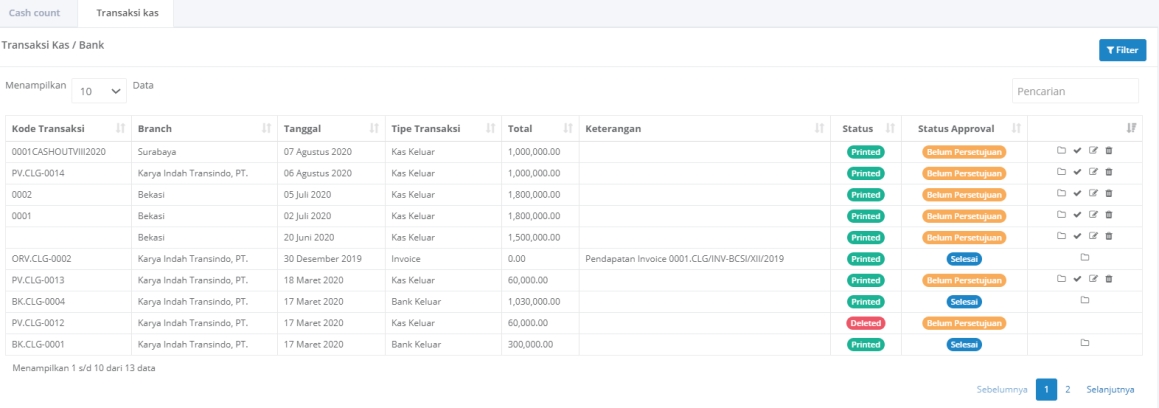 Cash count Transaksi kas
Transaksi Kas / Bank
Filter
Menampilkan 10 Data
Pencarian
Kode Transaksi Branch Tanggal Tipe Transaksi Total Keterangan Status Status Approval
0001CASHOUTVIII2020 Surabaya 07 Agustus 2020 Kas Keluar 1,000,000.00 Printed Belum Persetujuan
PV.CLG-0014 Karya Indah Transindo, PT. 06 Agustus 2020 Kas Keluar 1,000,000.00 Printed Belum Persetujuan
0002 Bekasi 05 Juli 2020 Kas Keluar 1,800,000.00 Printed Belum Persetujuan
0001 Bekasi 02 Juli 2020 Kas Keluar 1,800,000.00 Printed Belum Persetujuan
Bekasi 20 Juni 2020 Kas Keluar 1,500,000.00 Printed Belum Persetujuan
ORV.CLG-0002 Karya Indah Transindo, PT. 30 Desember 2019 Invoice 0.00 Pendapatan Invoice 0001.CLG/INV-BCSI/XII/2019 Printed Selesai
PV.CLG-0013 Karya Indah Transindo, PT. 18 Maret 2020 Kas Keluar 60,000.00 Printed Belum Persetujuan
BK.CLG-0004 Karya Indah Transindo, PT. 17 Maret 2020 Bank Keluar 1,030,000.00 Printed Selesai
PV.CLG-0012 Karya Indah Transindo, PT. 17 Maret 2020 Kas Keluar 60,000.00 Deleted Belum Persetujuan
BK.CLG-0001 Karya Indah Transindo, PT. 17 Maret 2020 Bank Keluar 300,000.00 Printed Selesai
Menampilkan 1 s/d 10 dari 13 data
Sebelumnya 1 2 Selanjutnya